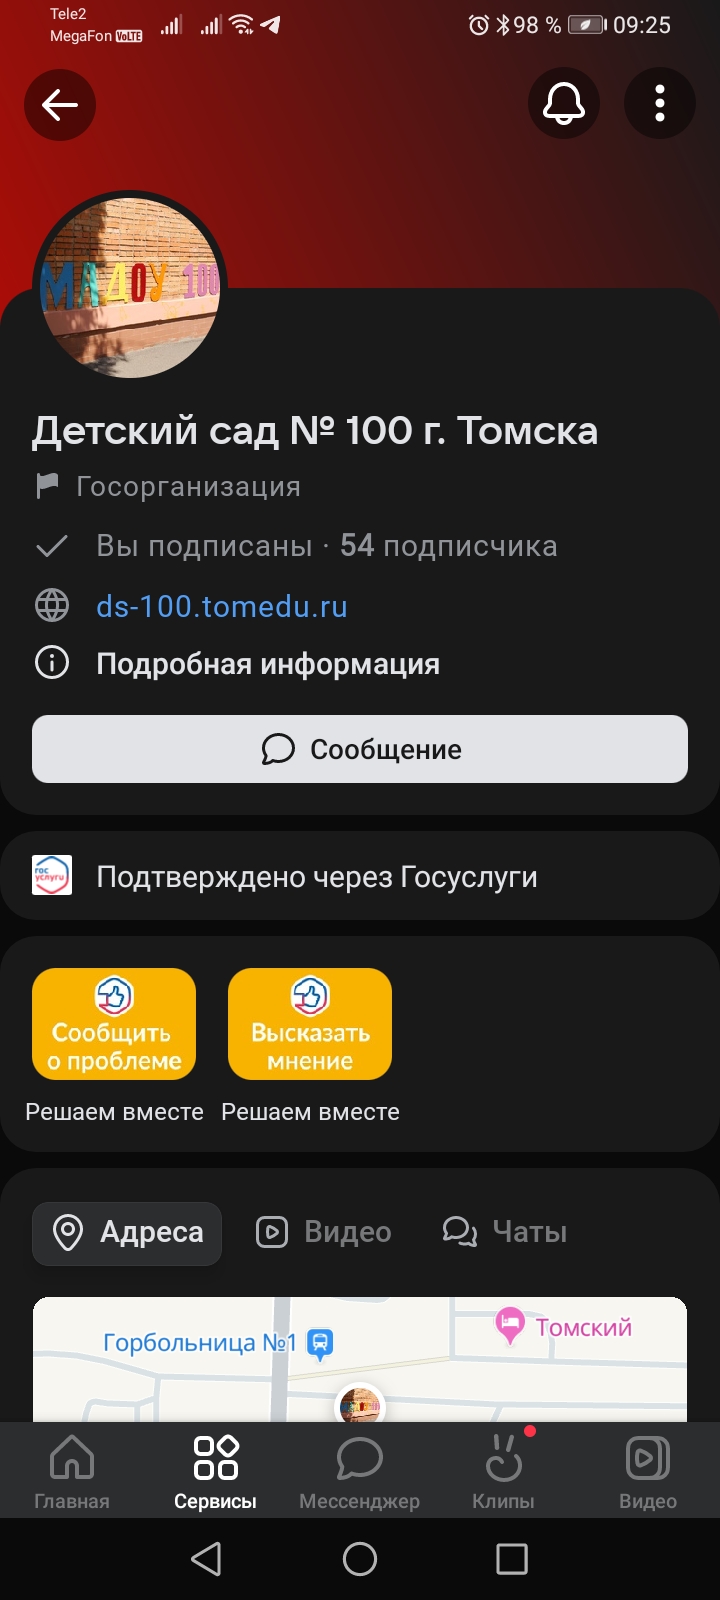 Tele2
MegaFon VoLTE
98 % 09:25
МАДОУ 100
Детский сад № 100 г. Томска
Госорганизация
Вы подписаны · 54 подписчика
ds-100.tomedu.ru
Подробная информация
Сообщение
гос услуги
Подтверждено через Госуслуги
Сообщить
о проблеме
Высказать
мнение
Решаем вместе
Решаем вместе
Адреса
Видео
Чаты
Горбольница №1
Томский
Главная
Сервисы
Мессенджер
Клипы
Видео